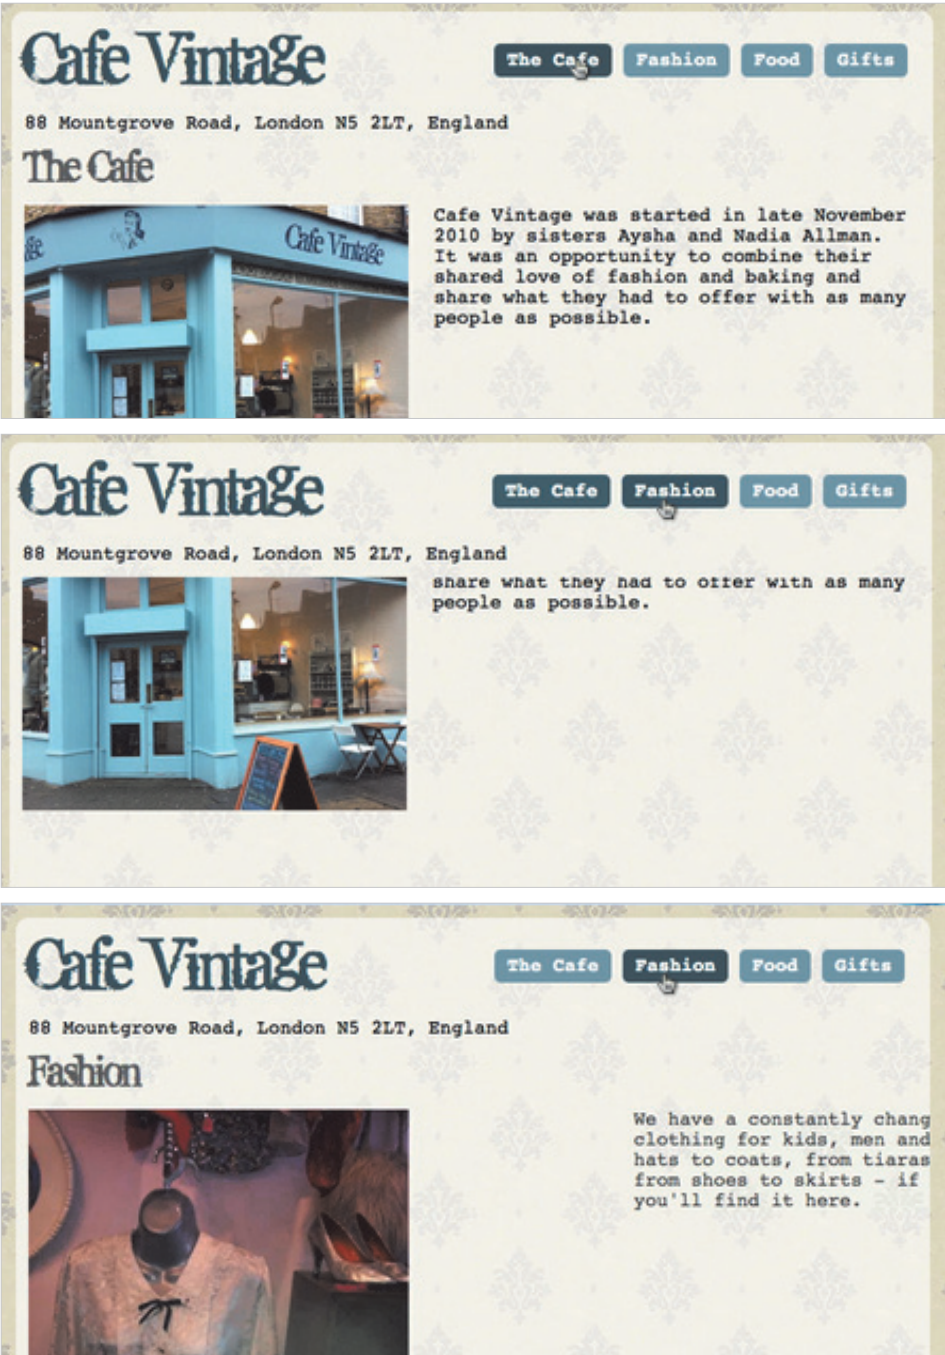 Cafe Vintage
The Cafe Fashion Food Gifts
88 Mountgrove Road, London N5 2LT, England
The Cafe
Cafe Vintage
Cafe Vintage was started in late November
2010 by sisters Aysha and Nadia Allman.
It was an opportunity to combine their
shared love of fashion and baking and
share what they had to offer with as many
people as possible.
Cafe Vintage
The Cafe Fashion Food Gifts
88 Mountgrove Road, London N5 2LT, England
share what they had to offer with as many
people as possible.
Cafe Vintage
The Cafe Fashion Food Gifts
88 Mountgrove Road, London N5 2LT, England
Fashion
We have a constantly chang
clothing for kids, men and
hats to coats, from tiaras
from shoes to skirts - if
you'll find it here.